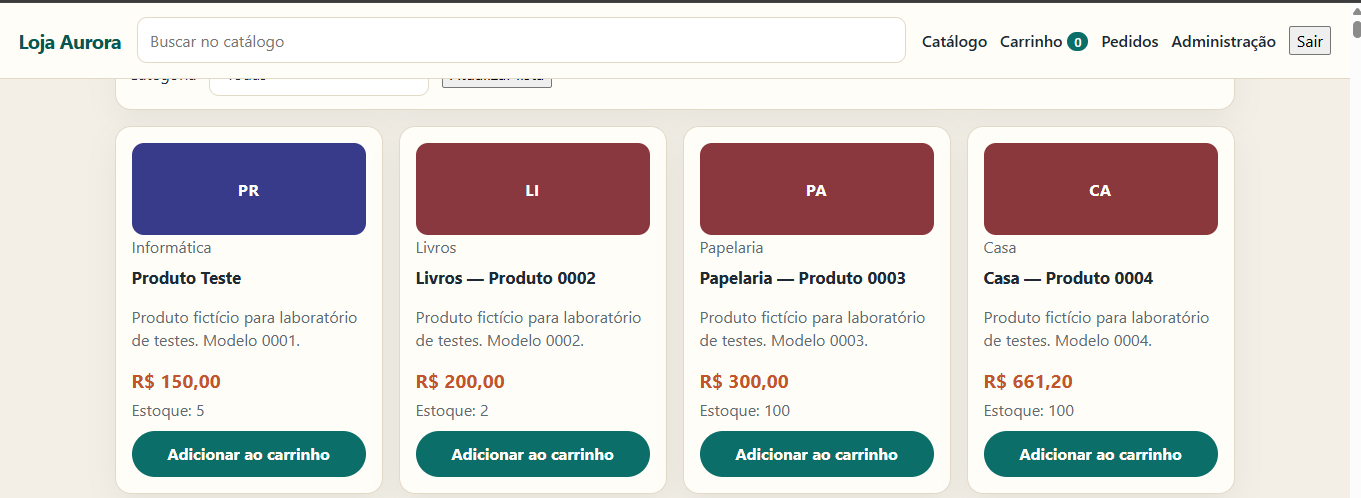 Loja Aurora
Buscar no catálogo
Catálogo
Carrinho 0
Pedidos
Administração
Sair
PR
Informática
Produto Teste
Produto fictício para laboratório
de testes. Modelo 0001.
R$ 150,00
Estoque: 5
Adicionar ao carrinho
LI
Livros
Livros — Produto 0002
Produto fictício para laboratório
de testes. Modelo 0002.
R$ 200,00
Estoque: 2
Adicionar ao carrinho
PA
Papelaria
Papelaria — Produto 0003
Produto fictício para laboratório
de testes. Modelo 0003.
R$ 300,00
Estoque: 100
Adicionar ao carrinho
CA
Casa
Casa — Produto 0004
Produto fictício para laboratório
de testes. Modelo 0004.
R$ 661,20
Estoque: 100
Adicionar ao carrinho